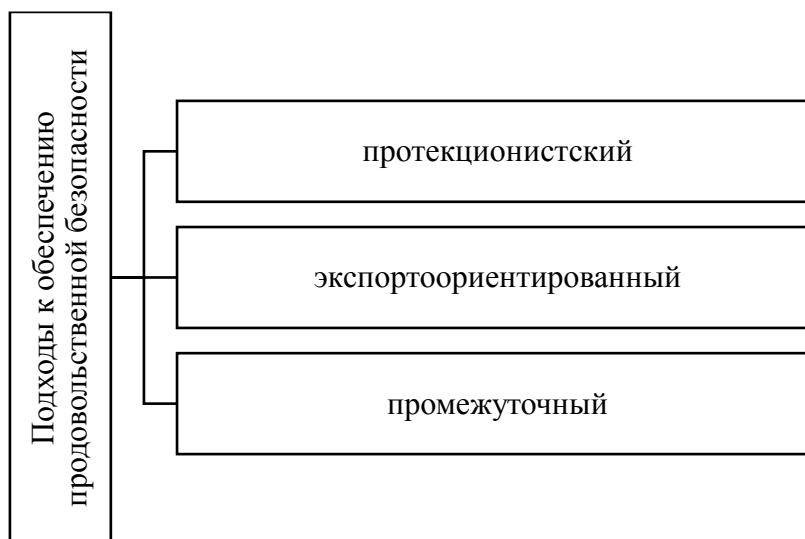 Подходы к обеспечению
продовольственной безопасности
протекционистский
экспортоориентированный
промежуточный